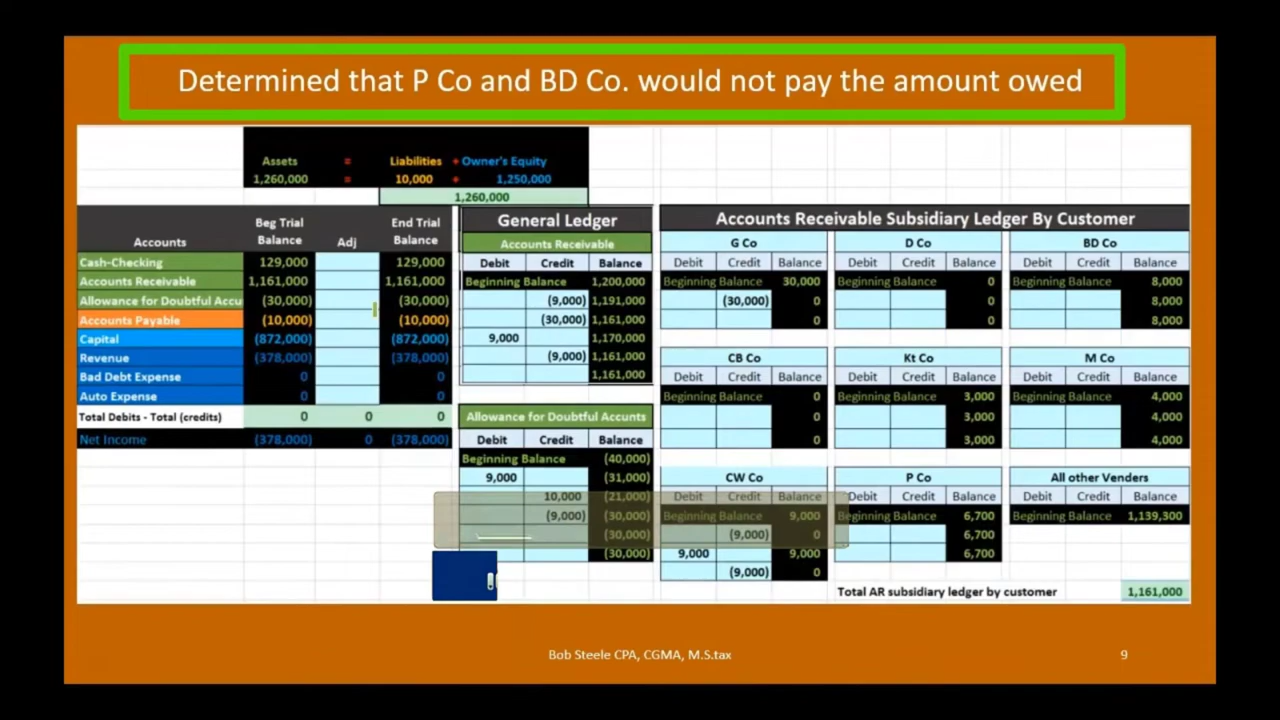 Determined that P Co and BD Co. would not pay the amount owed
Assets = Liabilities + Owner's Equity
1,260,000 = 10,000 + 1,250,000
1,260,000
Accounts Beg Trial Balance Adj End Trial Balance
Cash-Checking 129,000 129,000
Accounts Receivable 1,161,000 1,161,000
Allowance for Doubtful Accu (30,000) (30,000)
Accounts Payable (10,000) (10,000)
Capital (872,000) (872,000)
Revenue (378,000) (378,000)
Bad Debt Expense 0 0
Auto Expense 0 0
Total Debits - Total (credits) 0 0 0
Net Income (378,000) 0 (378,000)
General Ledger
Accounts Receivable
Debit Credit Balance
Beginning Balance 1,200,000
(9,000) 1,191,000
(30,000) 1,161,000
9,000 1,170,000
(9,000) 1,161,000
1,161,000
Allowance for Doubtful Accunts
Debit Credit Balance
Beginning Balance (40,000)
9,000 (31,000)
10,000 (21,000)
(9,000) (30,000)
(30,000)
(30,000)
Accounts Receivable Subsidiary Ledger By Customer
G Co
Debit Credit Balance
Beginning Balance 30,000
(30,000) 0
0
D Co
Debit Credit Balance
Beginning Balance 0
0
0
BD Co
Debit Credit Balance
Beginning Balance 8,000
8,000
8,000
CB Co
Debit Credit Balance
Beginning Balance 0
0
0
Kt Co
Debit Credit Balance
Beginning Balance 3,000
3,000
3,000
M Co
Debit Credit Balance
Beginning Balance 4,000
4,000
4,000
CW Co
Debit Credit Balance
Beginning Balance 9,000
(9,000) 0
9,000 9,000
(9,000) 0
P Co
Debit Credit Balance
Beginning Balance 6,700
6,700
6,700
All other Venders
Debit Credit Balance
Beginning Balance 1,139,300
Total AR subsidiary ledger by customer 1,161,000
Bob Steele CPA, CGMA, M.S.tax
9